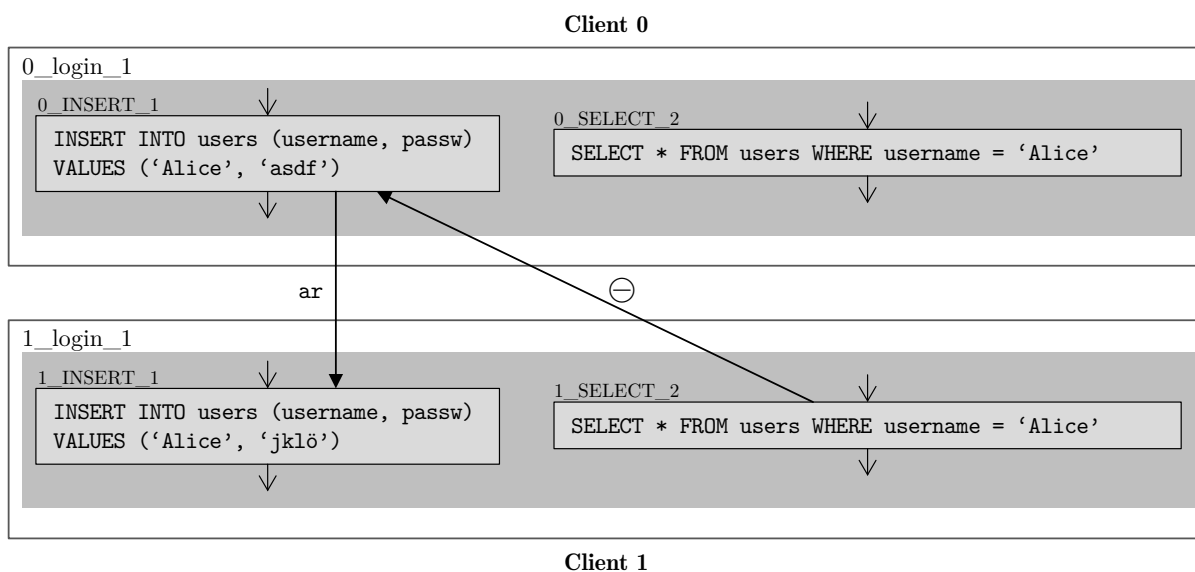 Client 0
0_login_1
0_INSERT_1
INSERT INTO users (username, passw)
VALUES (‘Alice’, ‘asdf’)
0_SELECT_2
SELECT * FROM users WHERE username = ‘Alice’
ar
1_login_1
1_INSERT_1
INSERT INTO users (username, passw)
VALUES (‘Alice’, ‘jklö’)
1_SELECT_2
SELECT * FROM users WHERE username = ‘Alice’
Client 1